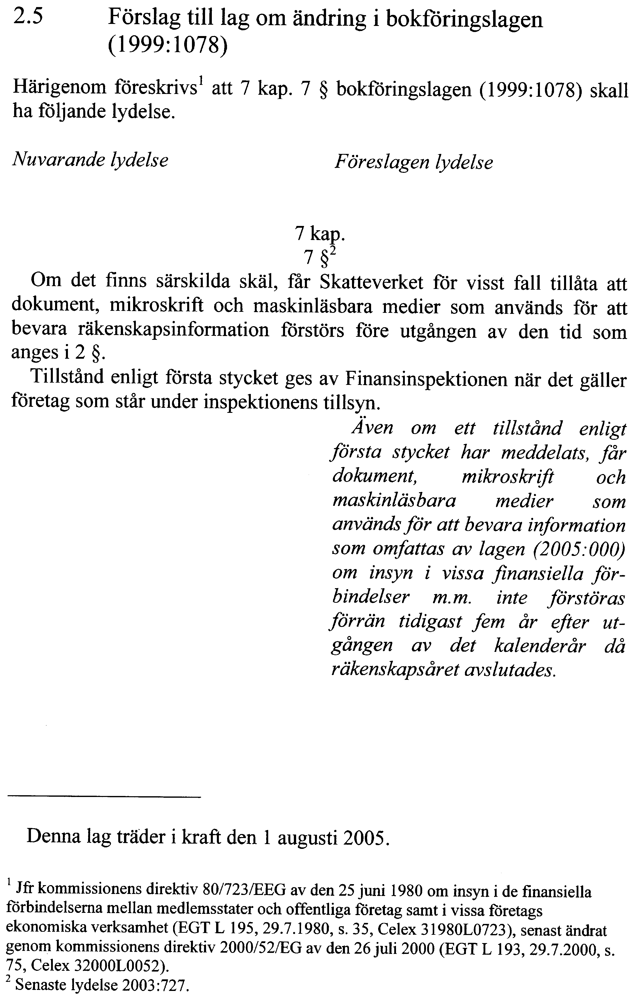 2.5 Förslag till lag om ändring i bokföringslagen
(1999:1078)
Härigenom föreskrivs¹ att 7 kap. 7 § bokföringslagen (1999:1078) skall
ha följande lydelse.
Nuvarande lydelse Föreslagen lydelse
7 kap.
7 §²
Om det finns särskilda skäl, får Skatteverket för visst fall tillåta att
dokument, mikroskrift och maskinläsbara medier som används för att
bevara räkenskapsinformation förstörs före utgången av den tid som
anges i 2 §.
Tillstånd enligt första stycket ges av Finansinspektionen när det gäller
företag som står under inspektionens tillsyn.
Även om ett tillstånd enligt
första stycket har meddelats, får
dokument, mikroskrift och
maskinläsbara medier som
används för att bevara information
som omfattas av lagen (2005:000)
om insyn i vissa finansiella för-
bindelser m.m. inte förstöras
förrän tidigast fem år efter ut-
gången av det kalenderår då
räkenskapsåret avslutades.
Denna lag träder i kraft den 1 augusti 2005.
¹ Jfr kommissionens direktiv 80/723/EEG av den 25 juni 1980 om insyn i de finansiella
förbindelserna mellan medlemsstater och offentliga företag samt i vissa företags
ekonomiska verksamhet (EGT L 195, 29.7.1980, s. 35, Celex 31980L0723), senast ändrat
genom kommissionens direktiv 2000/52/EG av den 26 juli 2000 (EGT L 193, 29.7.2000, s.
75, Celex 32000L0052).
² Senaste lydelse 2003:727.